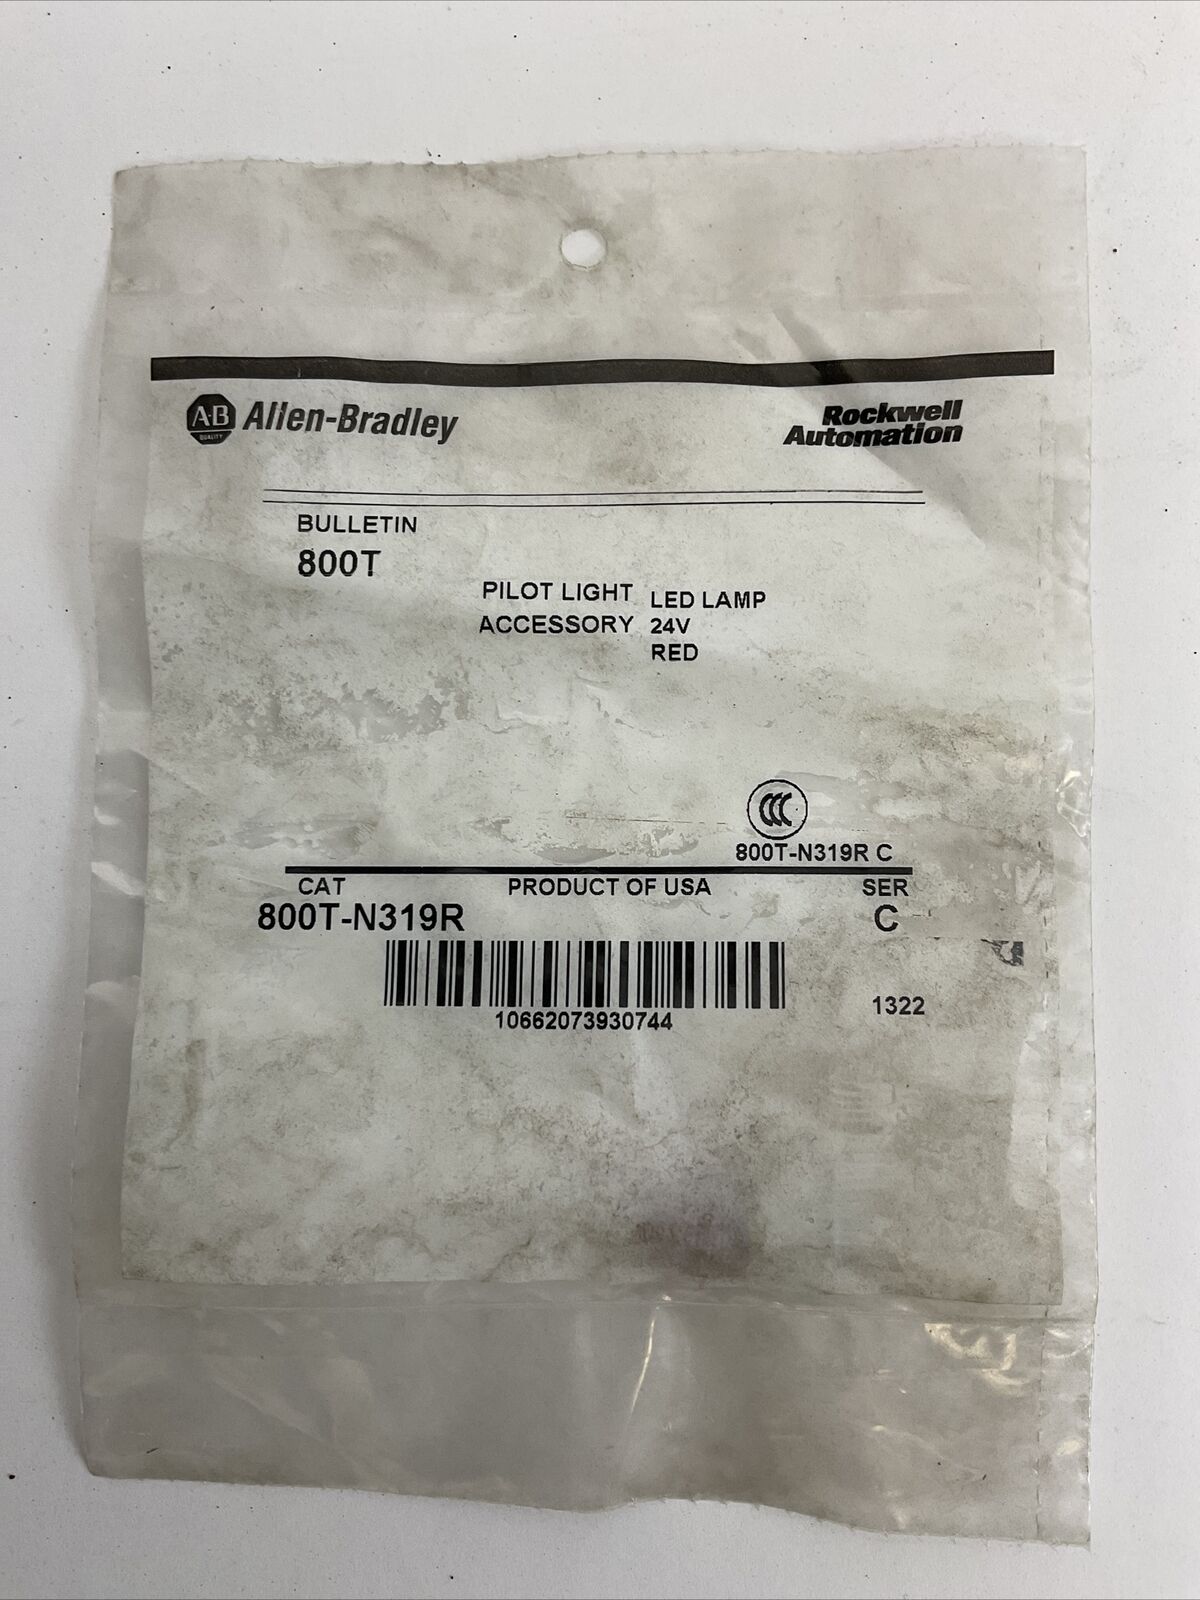 AB QUALITY Allen-Bradley
Rockwell
Automation
BULLETIN
800T
PILOT LIGHT
ACCESSORY
LED LAMP
24V
RED
CCC
800T-N319R C
CAT PRODUCT OF USA SER
800T-N319R C
10662073930744
1322